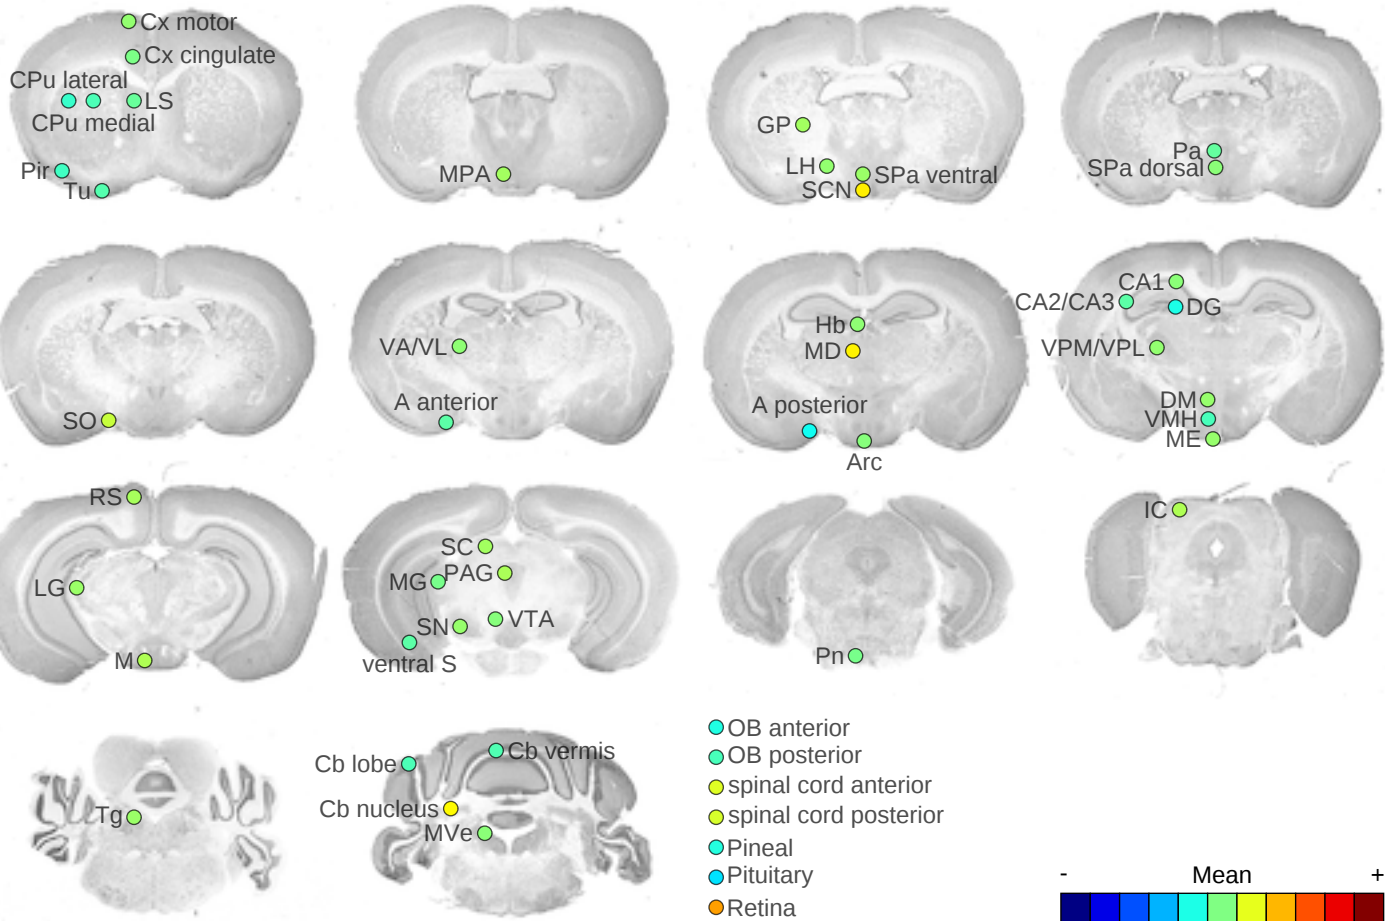 Cx motor
Cx cingulate
CPu lateral
LS
CPu medial
Pir
Tu
MPA
GP
LH
SPa ventral
SCN
Pa
SPa dorsal
SO
VA/VL
A anterior
Hb
MD
A posterior
Arc
CA1
CA2/CA3
DG
VPM/VPL
DM
VMH
ME
RS
LG
M
SC
MG
PAG
SN
VTA
ventral S
Pn
IC
Tg
Cb lobe
Cb vermis
Cb nucleus
MVe
OB anterior
OB posterior
spinal cord anterior
spinal cord posterior
Pineal
Pituitary
Retina
- Mean +